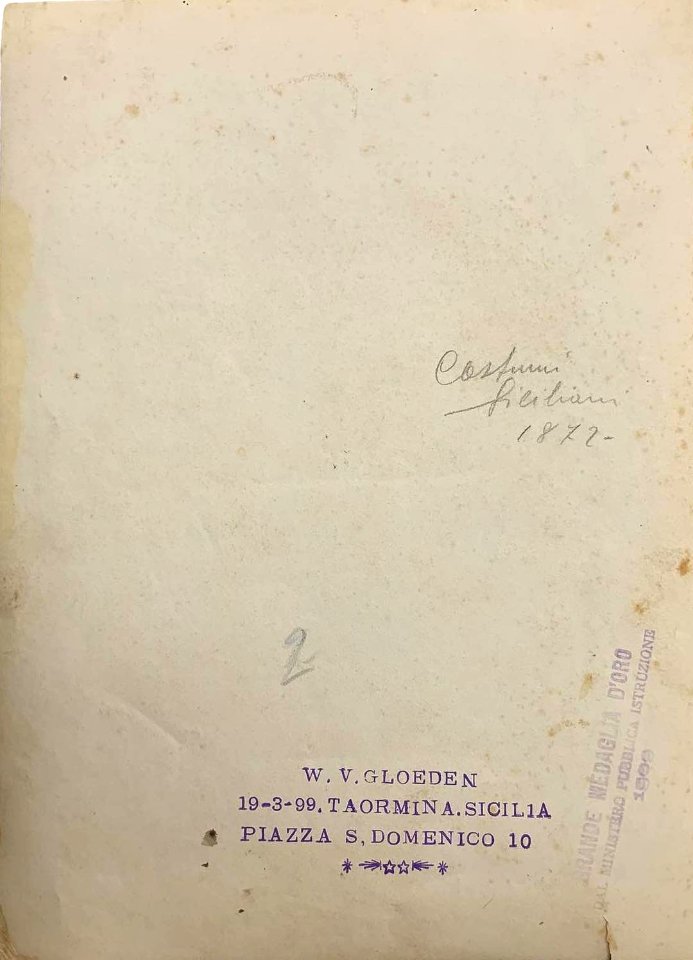 Costumi
Siciliani
1872-
2
W. V. GLOEDEN
19-3-99. TAORMINA. SICILIA
PIAZZA S. DOMENICO 10
GRANDE MEDAGLIA D'ORO
DAL MINISTERO PUBBLICA ISTRUZIONE
1909